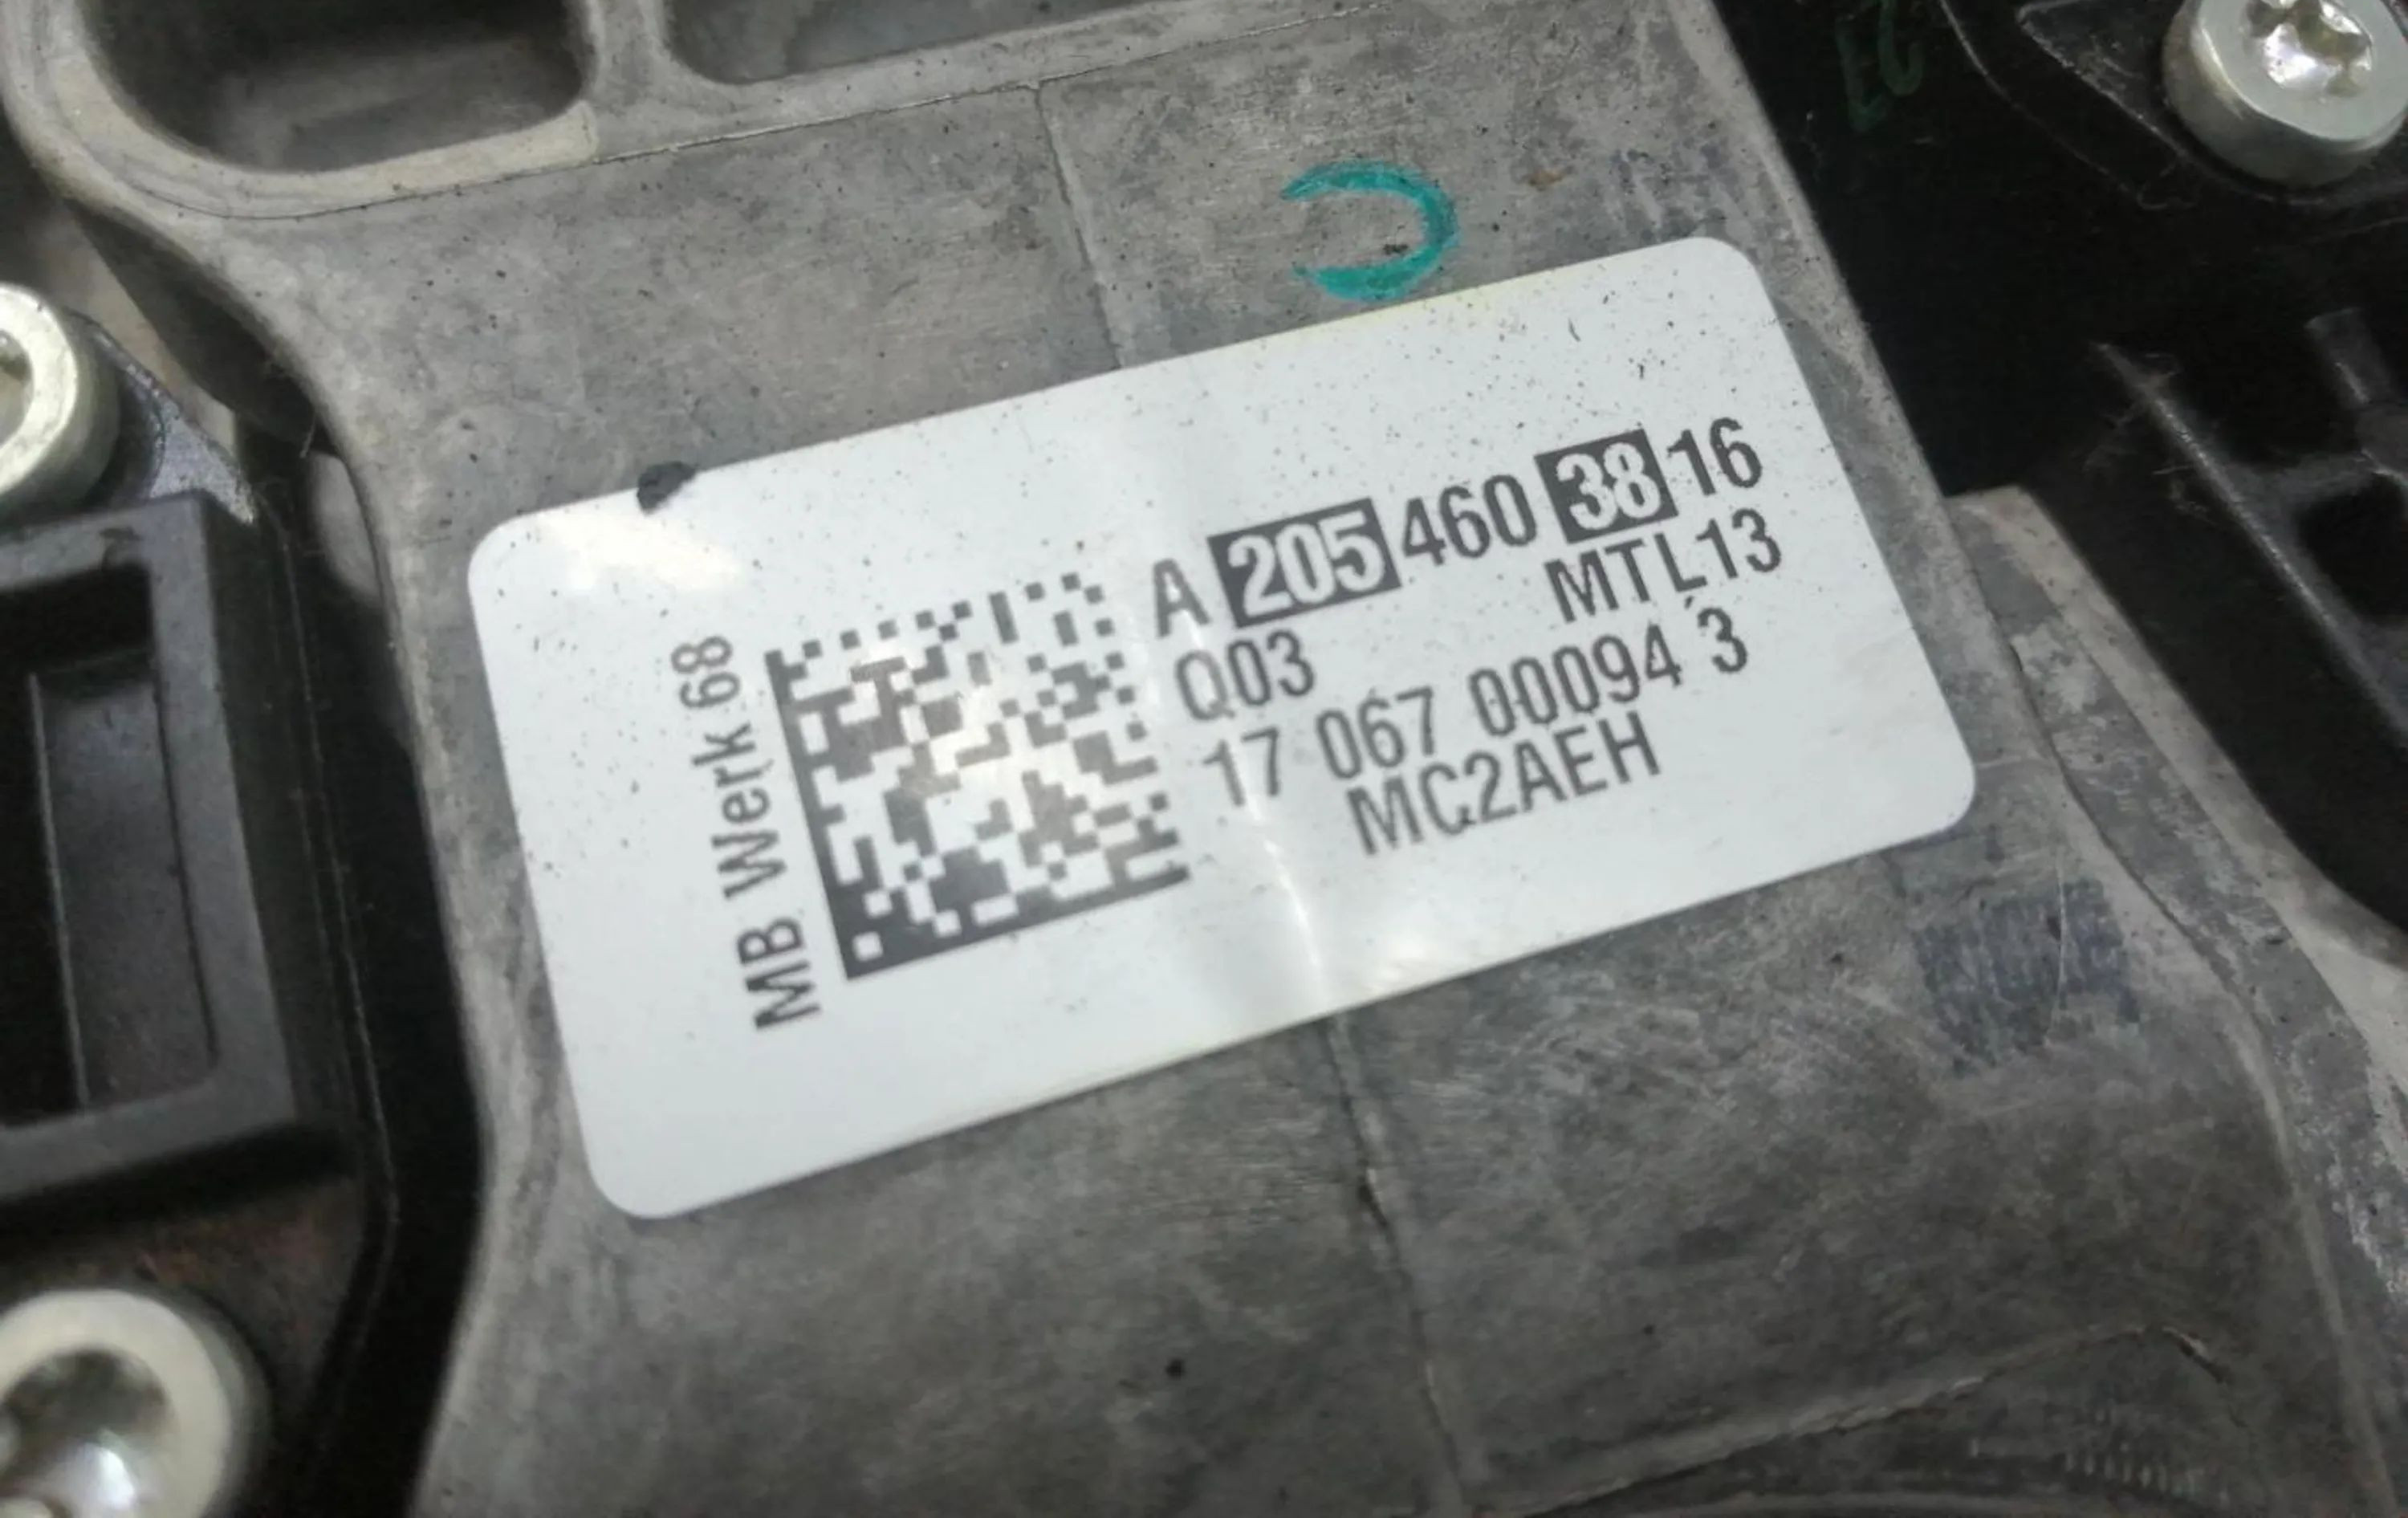 MB Werk 68
A 205 460 38 16
MTL13
Q03
17 067 00094 3
MC2AEH